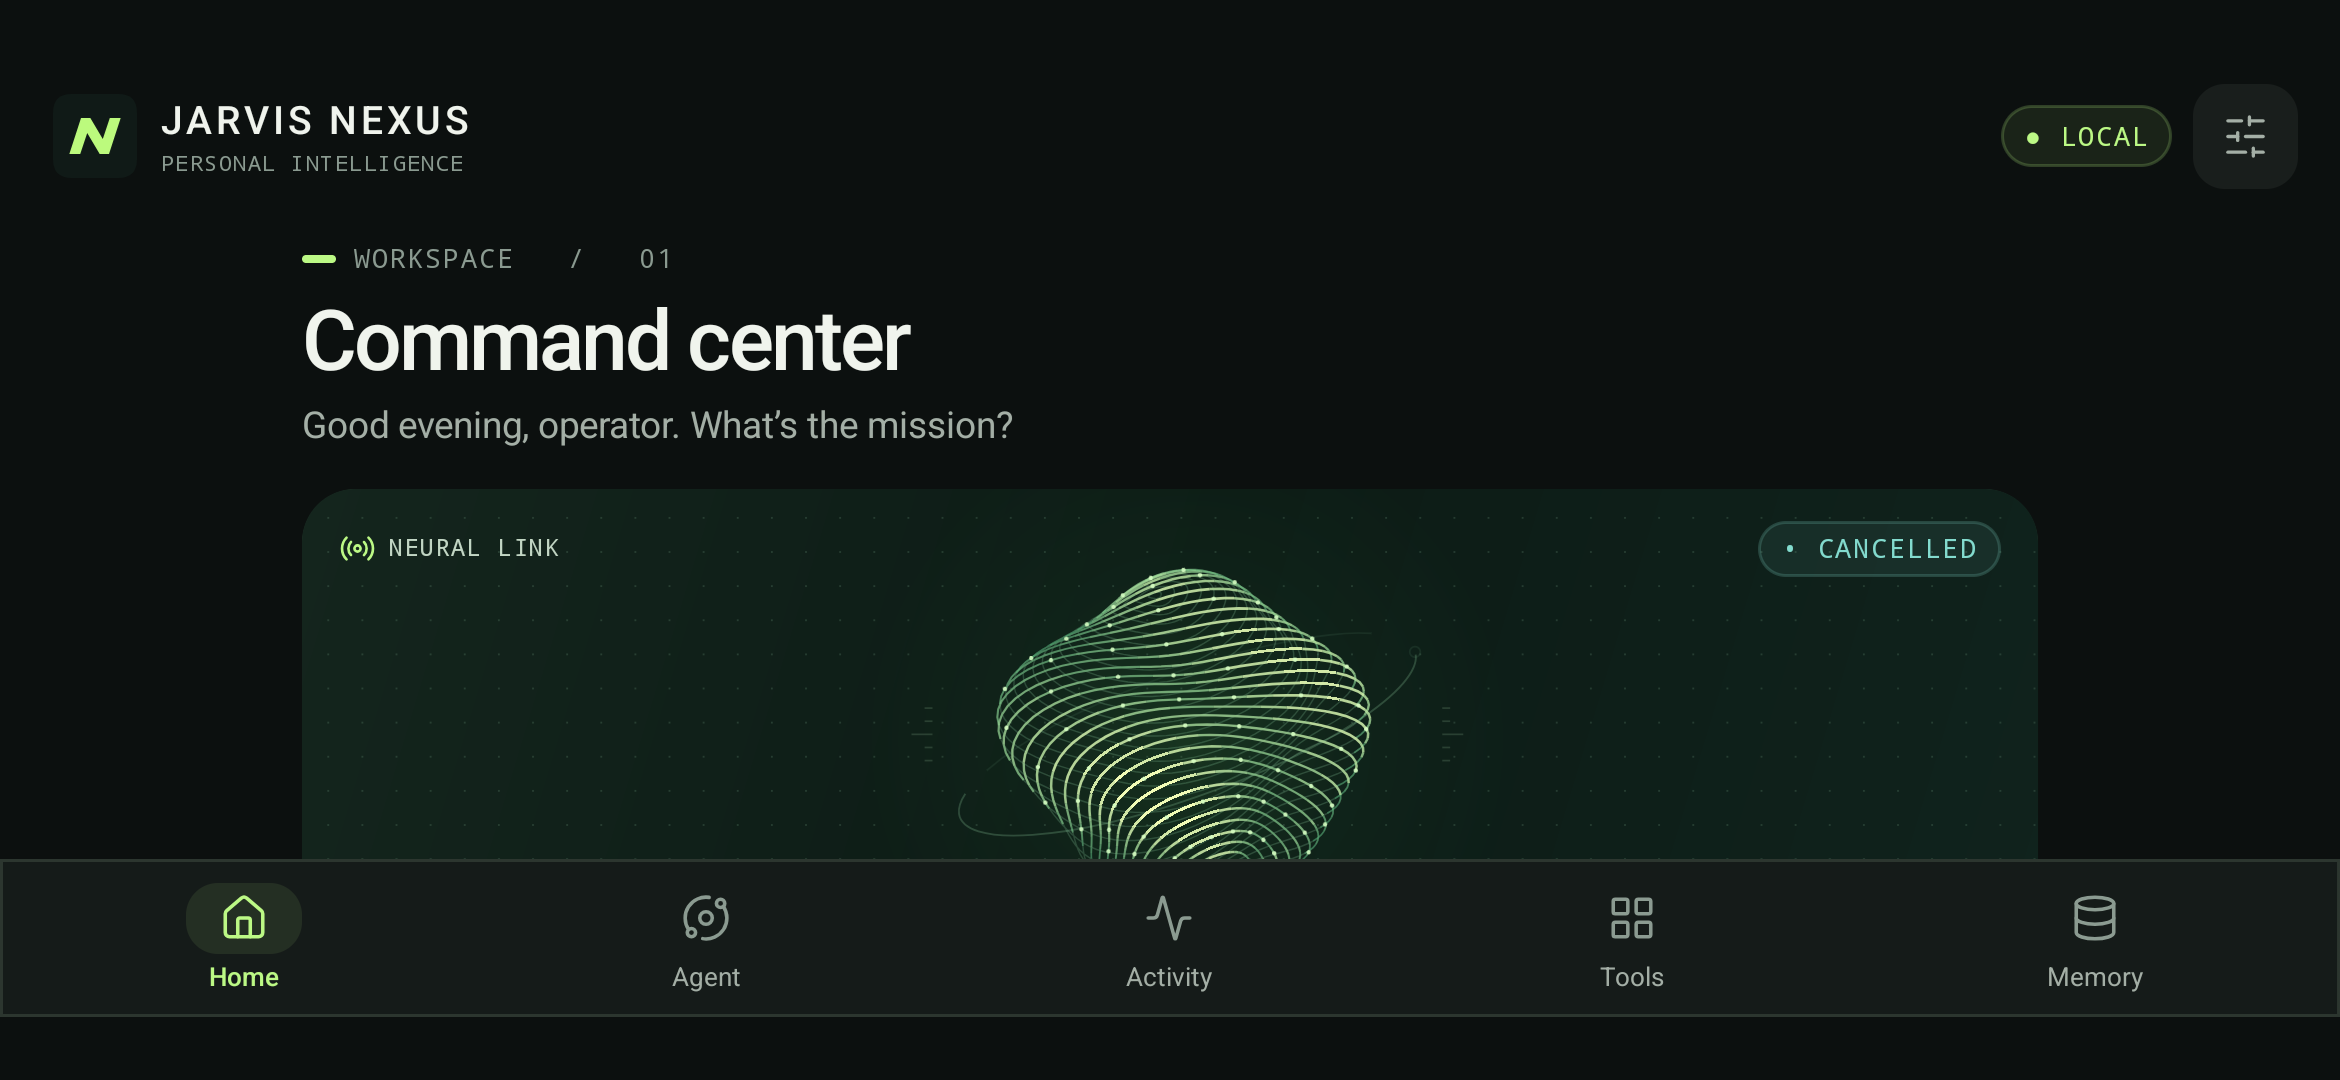 JARVIS NEXUS
PERSONAL INTELLIGENCE
LOCAL
WORKSPACE / 01
Command center
Good evening, operator. What’s the mission?
NEURAL LINK
CANCELLED
Home
Agent
Activity
Tools
Memory